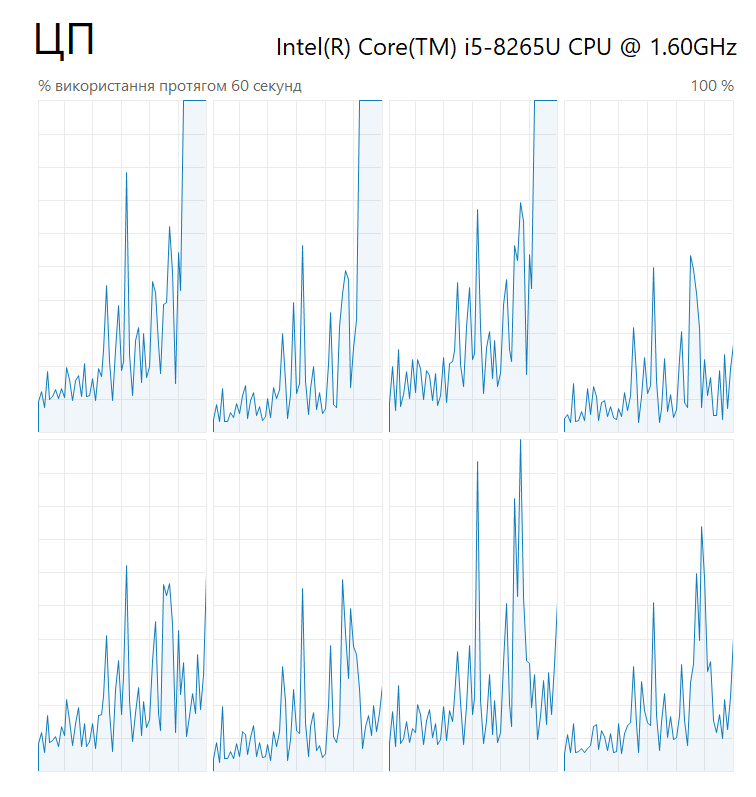 ЦП
Intel(R) Core(TM) i5-8265U CPU @ 1.60GHz
% використання протягом 60 секунд
100 %